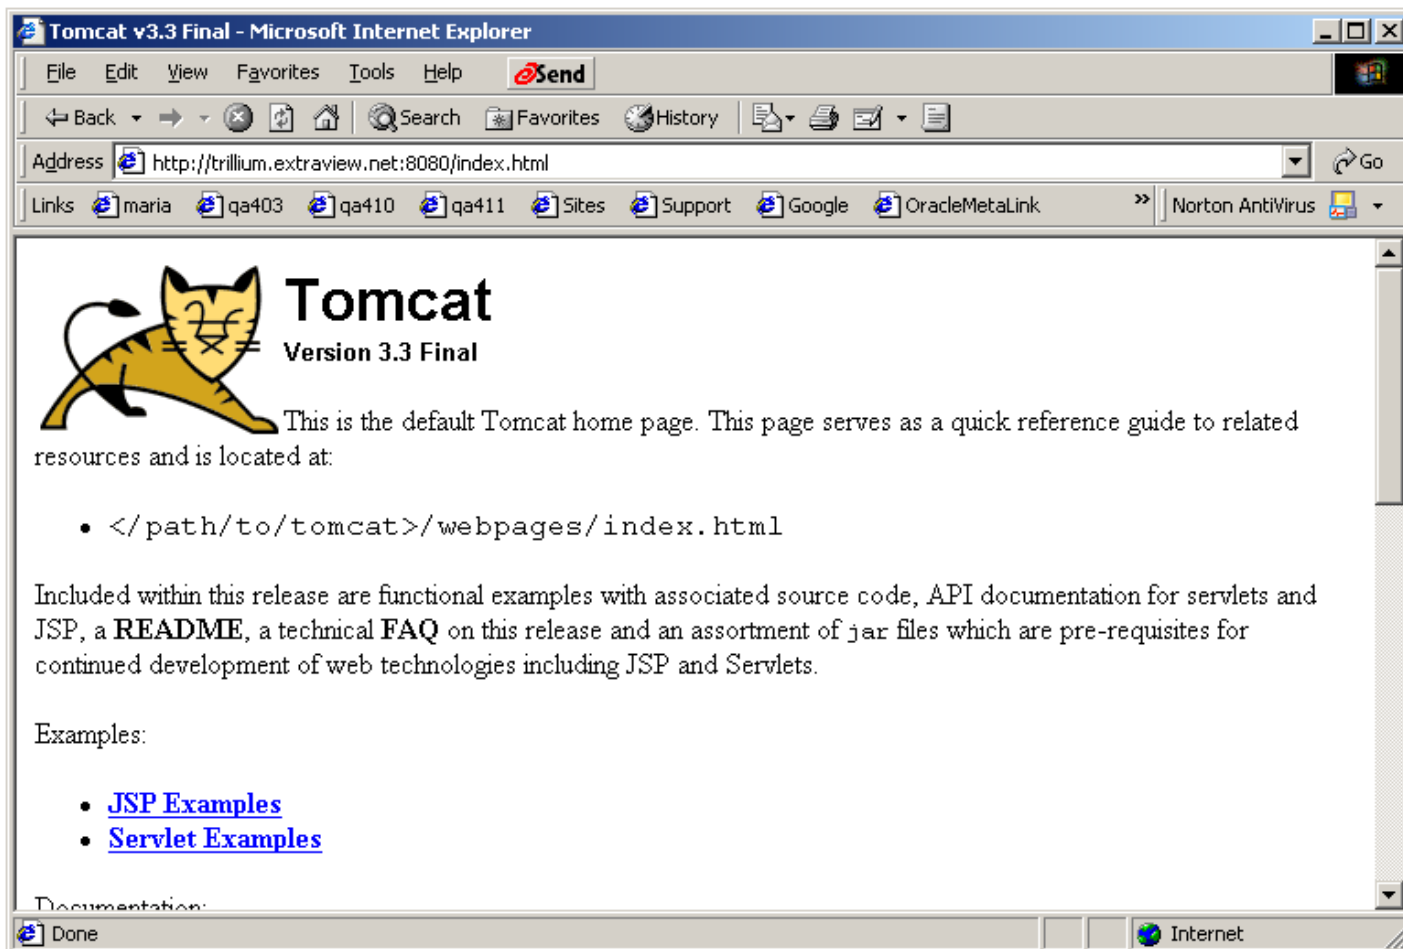 Tomcat v3.3 Final - Microsoft Internet Explorer
File Edit View Favorites Tools Help Send
Back Search Favorites History
Address http://trillium.extraview.net:8080/index.html Go
Links maria qa403 qa410 qa411 Sites Support Google OracleMetaLink » Norton AntiVirus
Tomcat
Version 3.3 Final
This is the default Tomcat home page. This page serves as a quick reference guide to related
resources and is located at:
• </path/to/tomcat>/webpages/index.html
Included within this release are functional examples with associated source code, API documentation for servlets and
JSP, a README, a technical FAQ on this release and an assortment of jar files which are pre-requisites for
continued development of web technologies including JSP and Servlets.
Examples:
• JSP Examples
• Servlet Examples
Documentation:
Done Internet